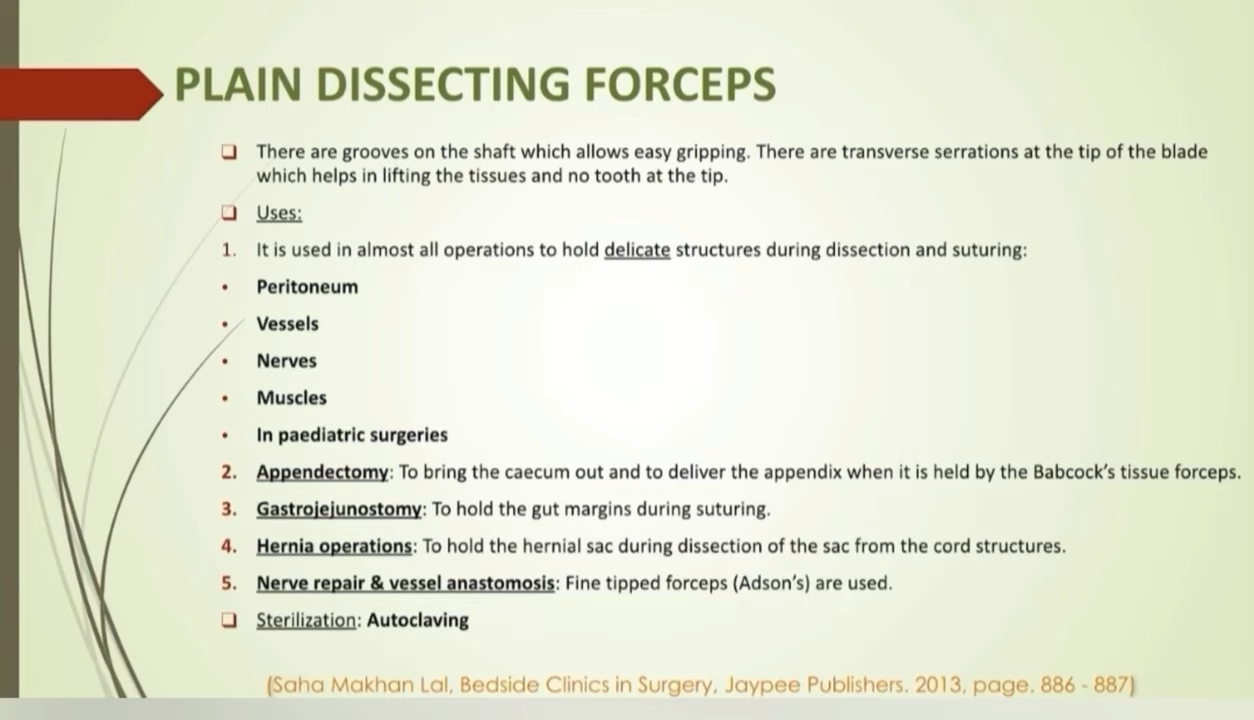 PLAIN DISSECTING FORCEPS
❑ There are grooves on the shaft which allows easy gripping. There are transverse serrations at the tip of the blade
which helps in lifting the tissues and no tooth at the tip.
❑ Uses:
1. It is used in almost all operations to hold delicate structures during dissection and suturing:
• Peritoneum
• Vessels
• Nerves
• Muscles
• In paediatric surgeries
2. Appendectomy: To bring the caecum out and to deliver the appendix when it is held by the Babcock's tissue forceps.
3. Gastrojejunostomy: To hold the gut margins during suturing.
4. Hernia operations: To hold the hernial sac during dissection of the sac from the cord structures.
5. Nerve repair & vessel anastomosis: Fine tipped forceps (Adson's) are used.
❑ Sterilization: Autoclaving
(Saha Makhan Lal, Bedside Clinics in Surgery, Jaypee Publishers. 2013, page. 886 - 887)